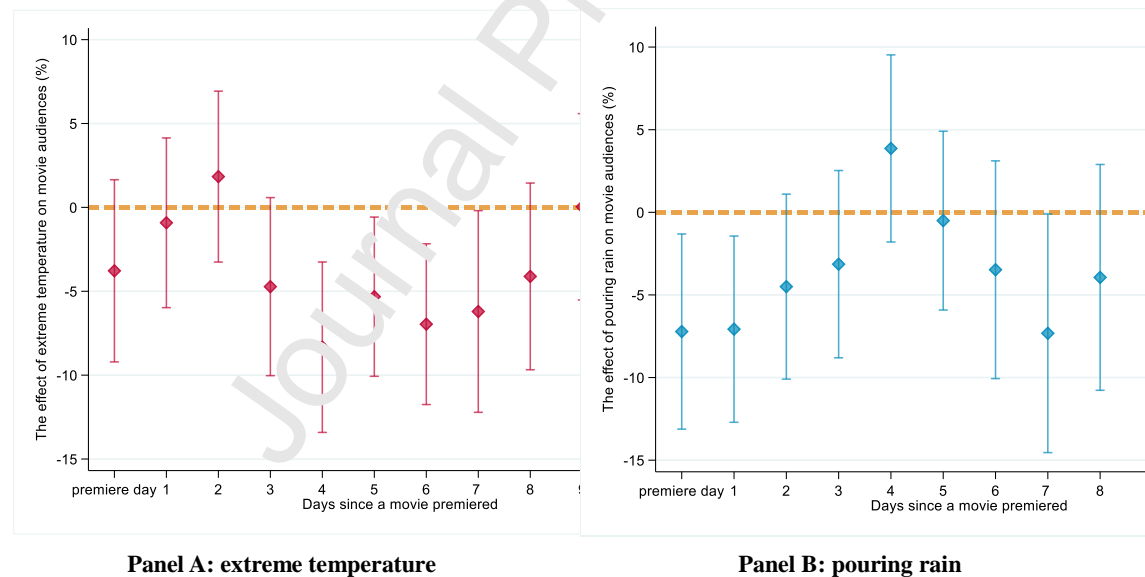 The effect of extreme temperature on movie audiences (%)
10
5
0
-5
-10
-15
premiere day 1 2 3 4 5 6 7 8
Days since a movie premiered
Panel A: extreme temperature
The effect of pouring rain on movie audiences (%)
10
5
0
-5
-10
-15
premiere day 1 2 3 4 5 6 7 8
Days since a movie premiered
Panel B: pouring rain
Journal P